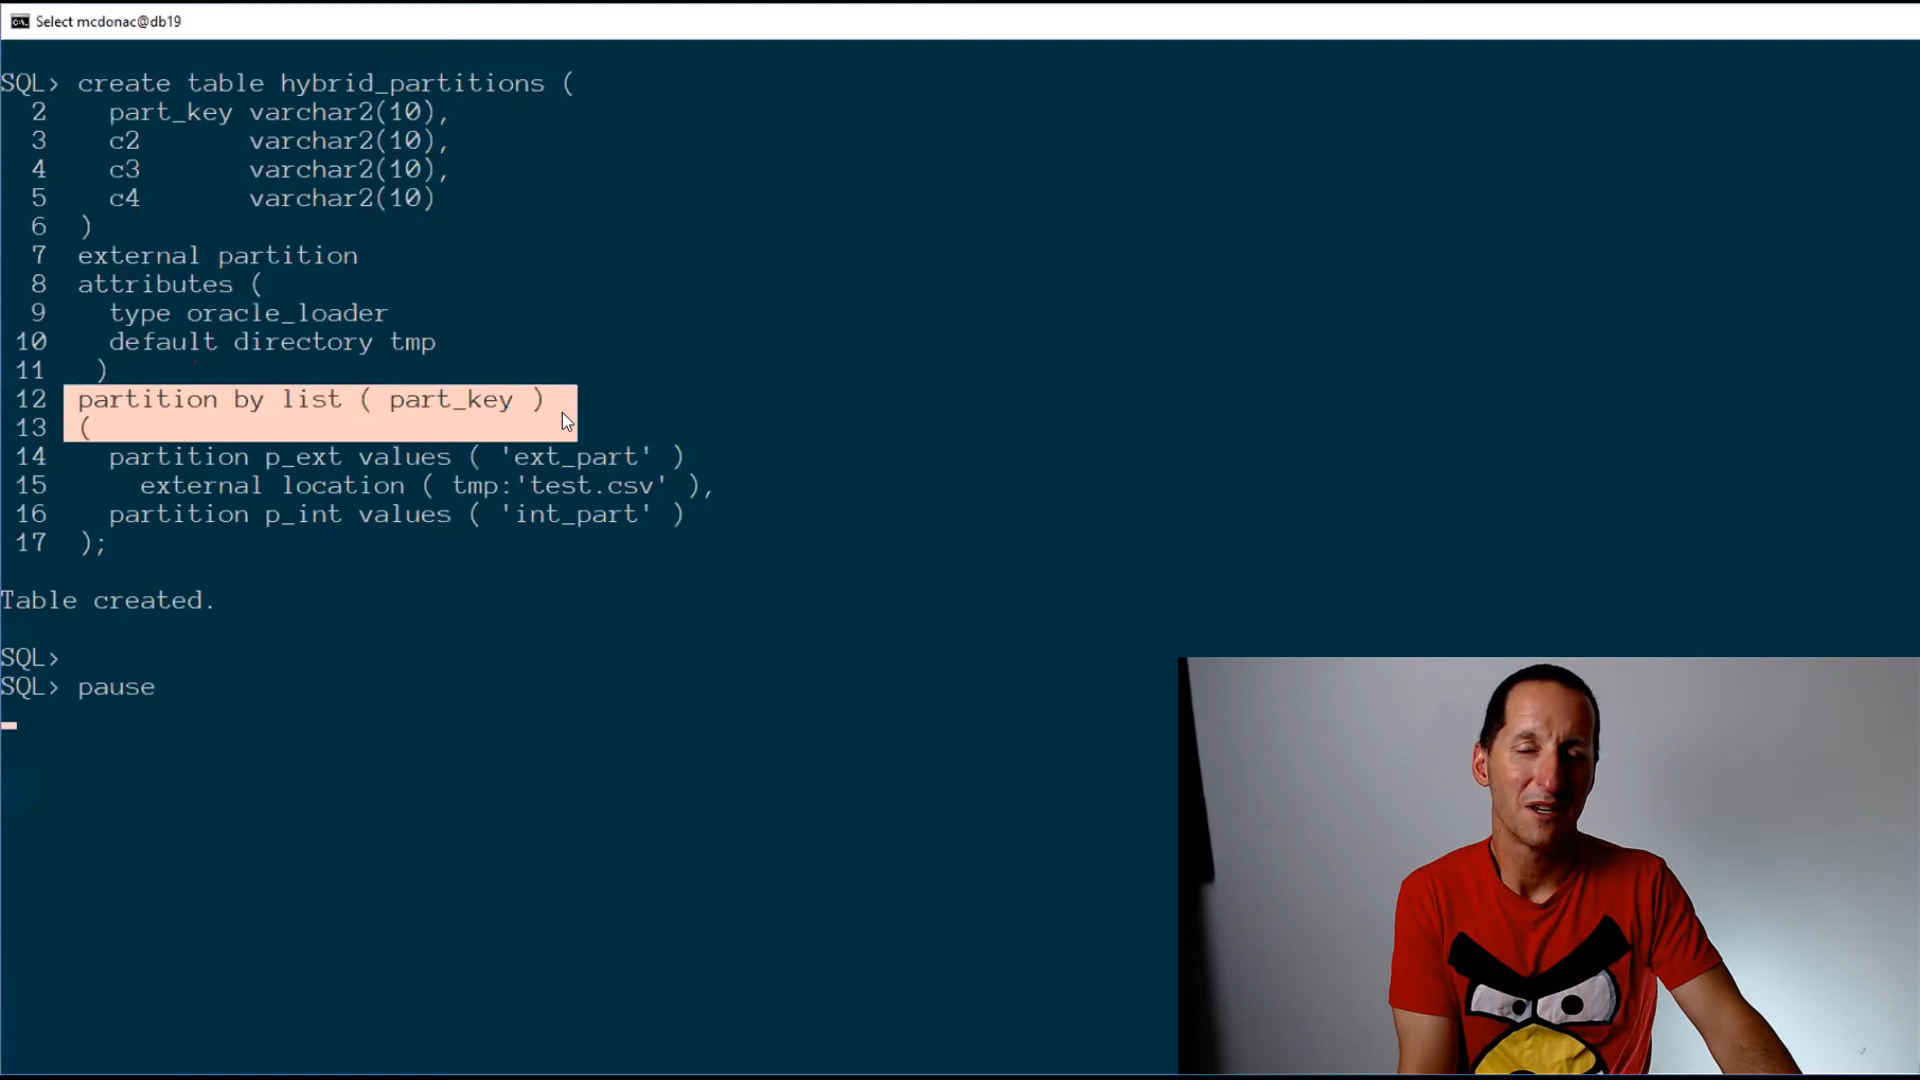 Select mcdonac@db19
SQL> create table hybrid_partitions (
2 part_key varchar2(10),
3 c2 varchar2(10),
4 c3 varchar2(10),
5 c4 varchar2(10)
6 )
7 external partition
8 attributes (
9 type oracle_loader
10 default directory tmp
11 )
12 partition by list ( part_key )
13 (
14 partition p_ext values ( 'ext_part' )
15 external location ( tmp:'test.csv' ),
16 partition p_int values ( 'int_part' )
17 );
Table created.
SQL>
SQL> pause